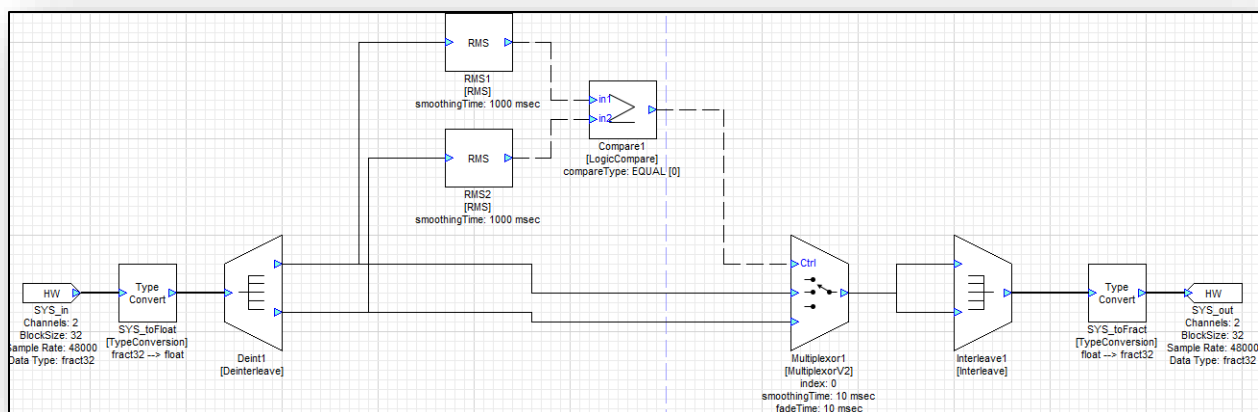 RMS
RMS1
[RMS]
smoothingTime: 1000 msec
in1
in2
Compare1
[LogicCompare]
compareType: EQUAL [0]
RMS
RMS2
[RMS]
smoothingTime: 1000 msec
HW
SYS_in
Channels: 2
BlockSize: 32
Sample Rate: 48000
Data Type: fract32
Type
Convert
SYS_toFloat
[TypeConversion]
fract32 --> float
Deint1
[Deinterleave]
Ctrl
Multiplexor1
[MultiplexorV2]
index: 0
smoothingTime: 10 msec
fadeTime: 10 msec
Interleave1
[Interleave]
Type
Convert
SYS_toFract
[TypeConversion]
float --> fract32
HW
SYS_out
Channels: 2
BlockSize: 32
Sample Rate: 48000
Data Type: fract32